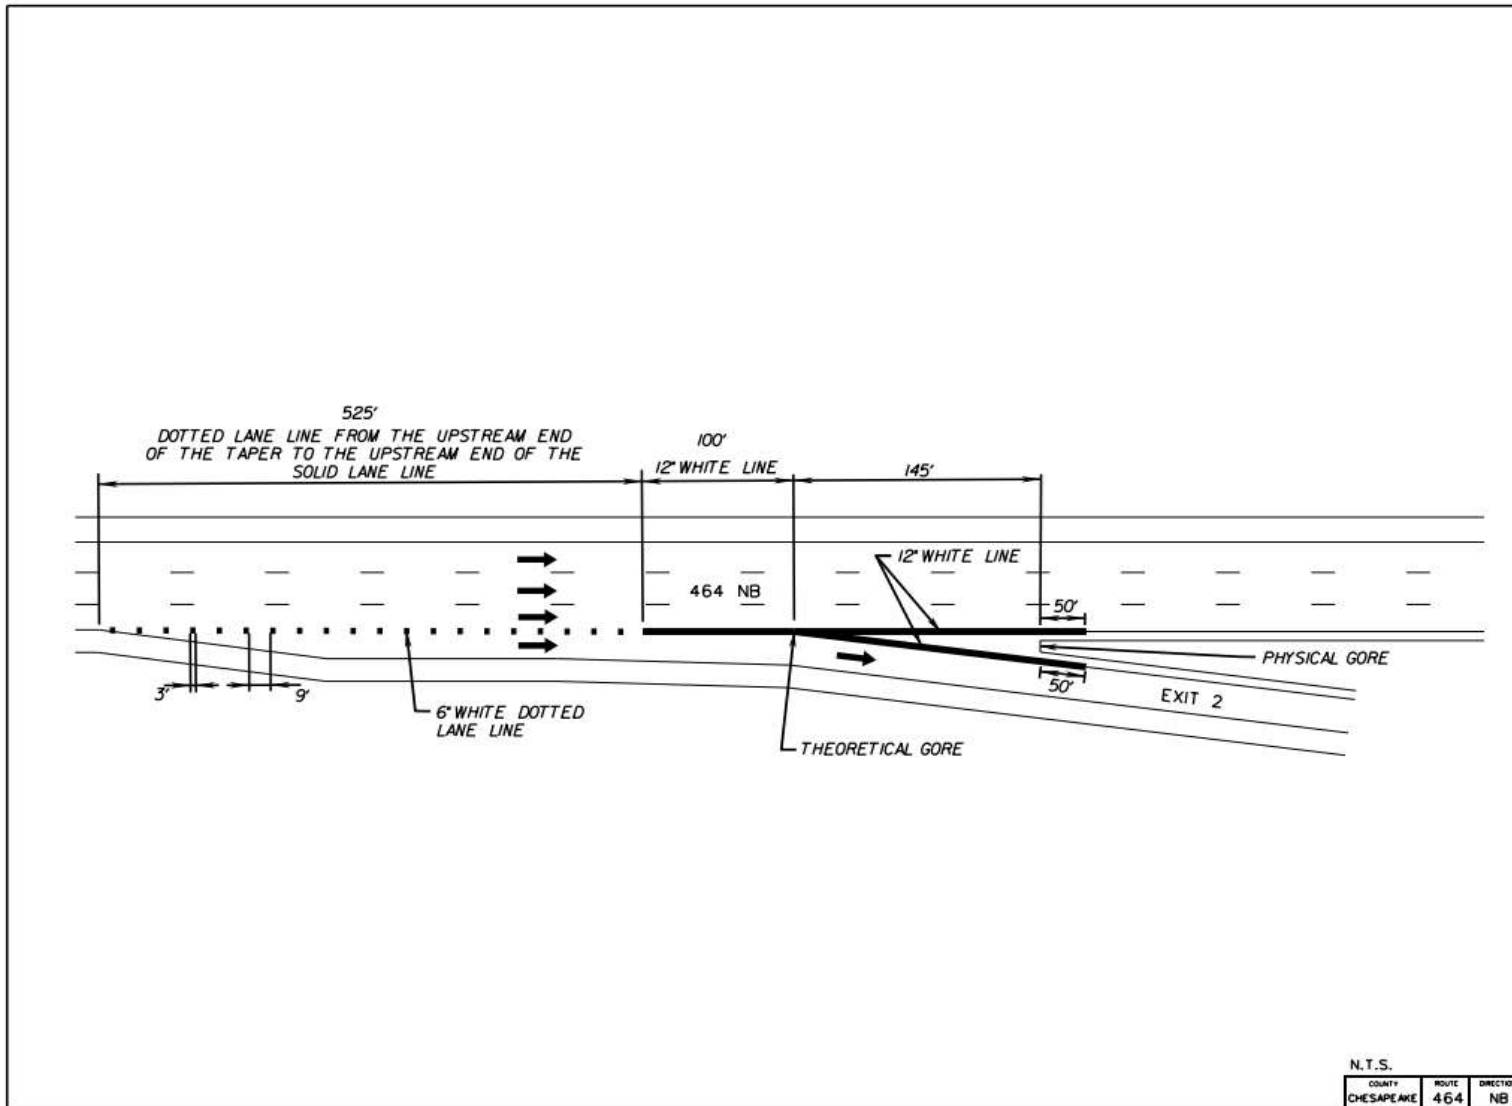 525'
DOTTED LANE LINE FROM THE UPSTREAM END
OF THE TAPER TO THE UPSTREAM END OF THE
SOLID LANE LINE
100'
12" WHITE LINE
145'
12" WHITE LINE
464 NB
50'
PHYSICAL GORE
50'
EXIT 2
3'
9'
6" WHITE DOTTED
LANE LINE
THEORETICAL GORE
N.T.S.
COUNTY ROUTE DIRECTIO
CHESAPEAKE 464 NB